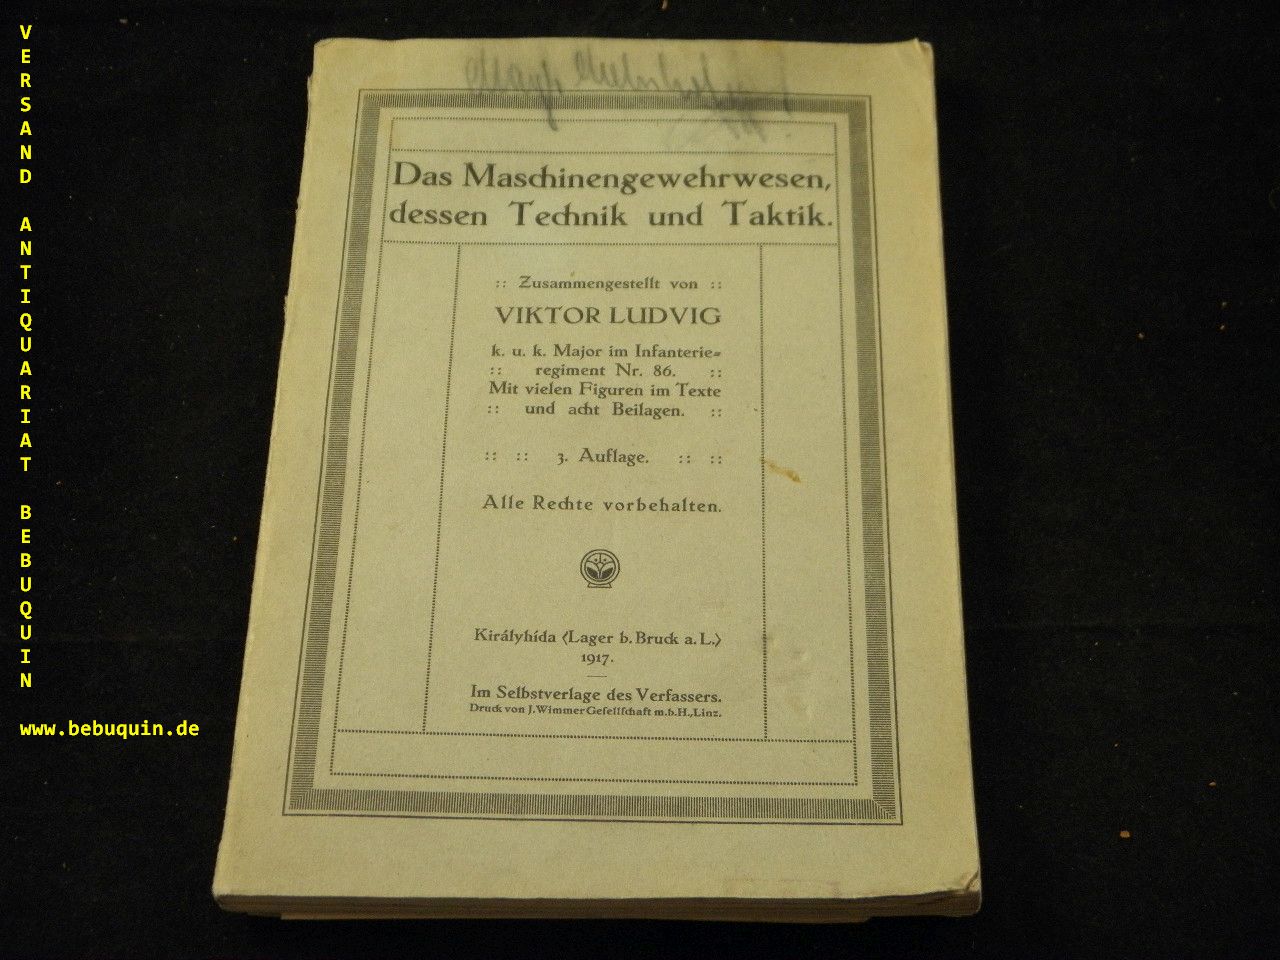 VERSAND ANTIQUARIAT BEBUQUIN
www.bebuquin.de
Das Maschinengewehrwesen,
dessen Technik und Taktik.
:: Zusammengestellt von ::
VIKTOR LUDVIG
k. u. k. Major im Infanterie-
:: regiment Nr. 86. ::
Mit vielen Figuren im Texte
:: und acht Beilagen. ::
:: :: 3. Auflage. :: ::
Alle Rechte vorbehalten.
Királyhida (Lager b. Bruck a. L.)
1917.
Im Selbstverlage des Verfassers.
Druck von J. Wimmer Gesellschaft m.b.H., Linz.